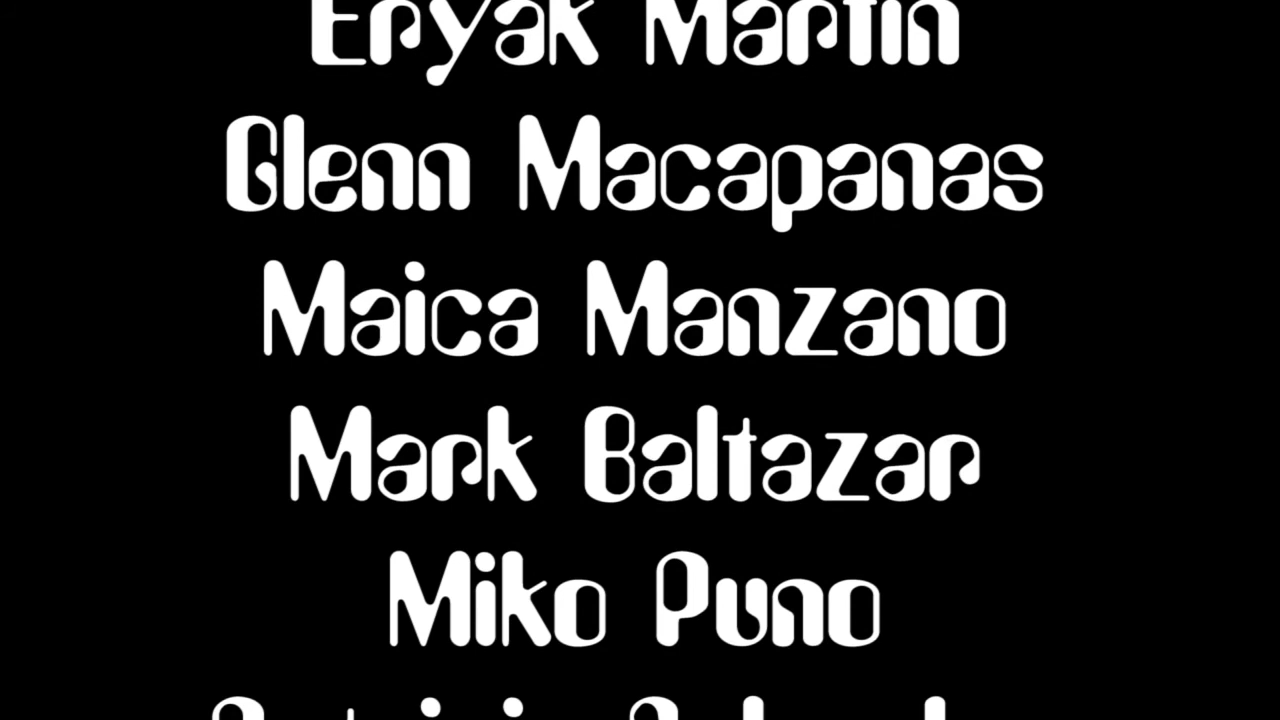 Eryak Martin
Glenn Macapanas
Maica Manzano
Mark Baltazar
Miko Puno